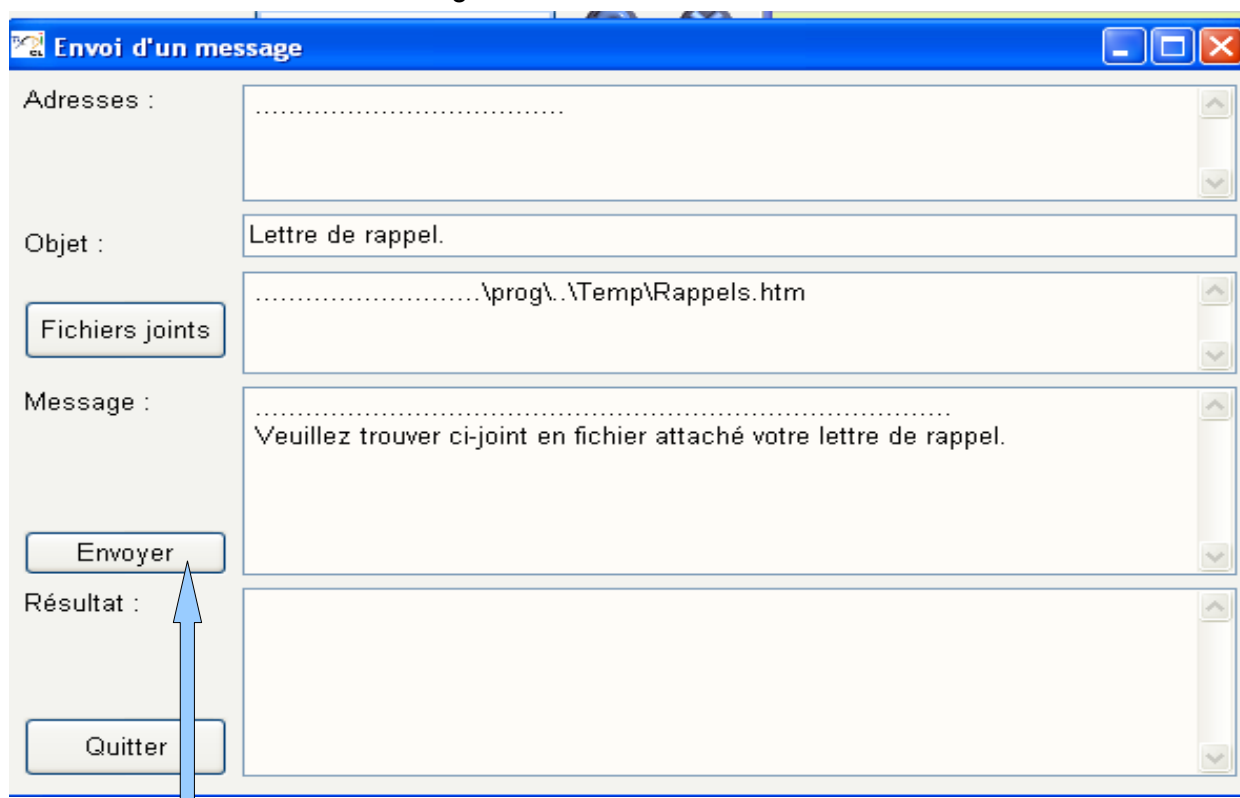 Envoi d'un message
Adresses :
.....................................
Objet :
Lettre de rappel.
Fichiers joints
...........................\prog\..\Temp\Rappels.htm
Message :
...................................................................................
Veuillez trouver ci-joint en fichier attaché votre lettre de rappel.
Envoyer
Résultat :
Quitter